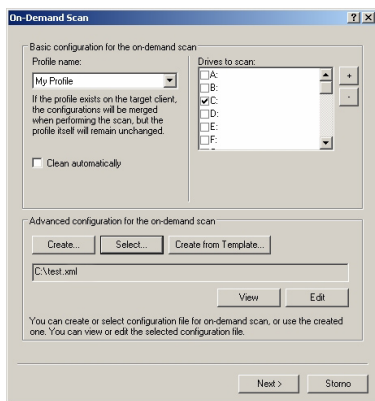 On-Demand Scan
Basic configuration for the on-demand scan
Profile name:
My Profile
If the profile exists on the target client,
the configurations will be merged
when performing the scan, but the
profile itself will remain unchanged.
Clean automatically
Drives to scan:
A:
B:
C:
D:
E:
F:
+
-
Advanced configuration for the on-demand scan
Create... Select... Create from Template...
C:\test.xml
View Edit
You can create or select configuration file for on-demand scan, or use the created
one. You can view or edit the selected configuration file.
Next > Storno